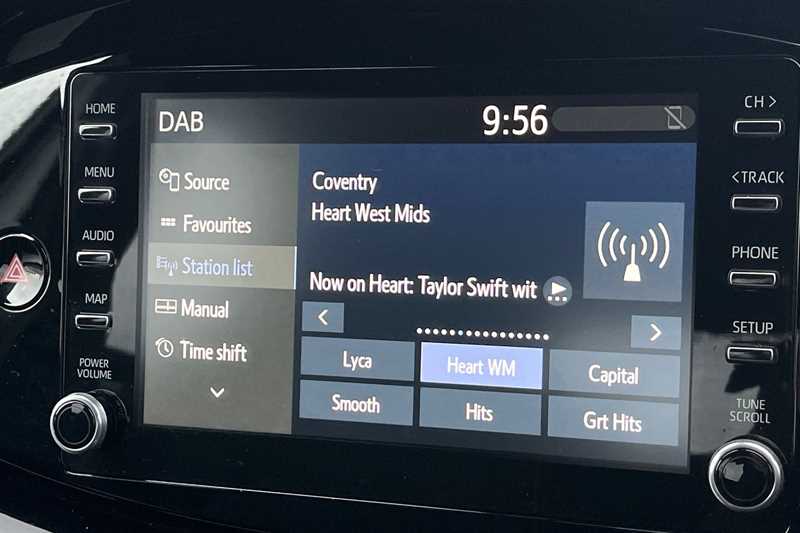 HOME
MENU
AUDIO
MAP
POWER
VOLUME
DAB
9:56
Source
Favourites
Station list
Manual
Time shift
Coventry
Heart West Mids
Now on Heart: Taylor Swift wit
Lyca
Heart WM
Capital
Smooth
Hits
Grt Hits
CH >
<TRACK
PHONE
SETUP
TUNE
SCROLL